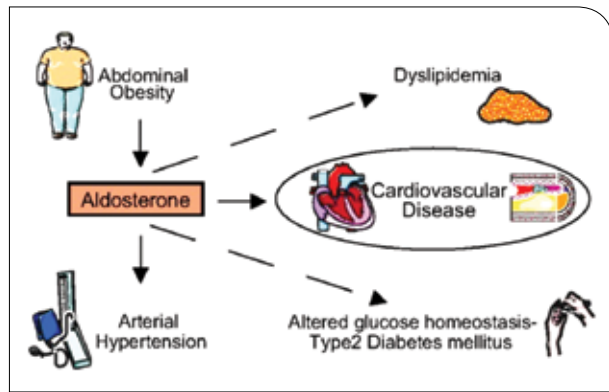 Abdominal
Obesity
Dyslipidemia
Aldosterone
Cardiovascular
Disease
Arterial
Hypertension
Altered glucose homeostasis-
Type2 Diabetes mellitus